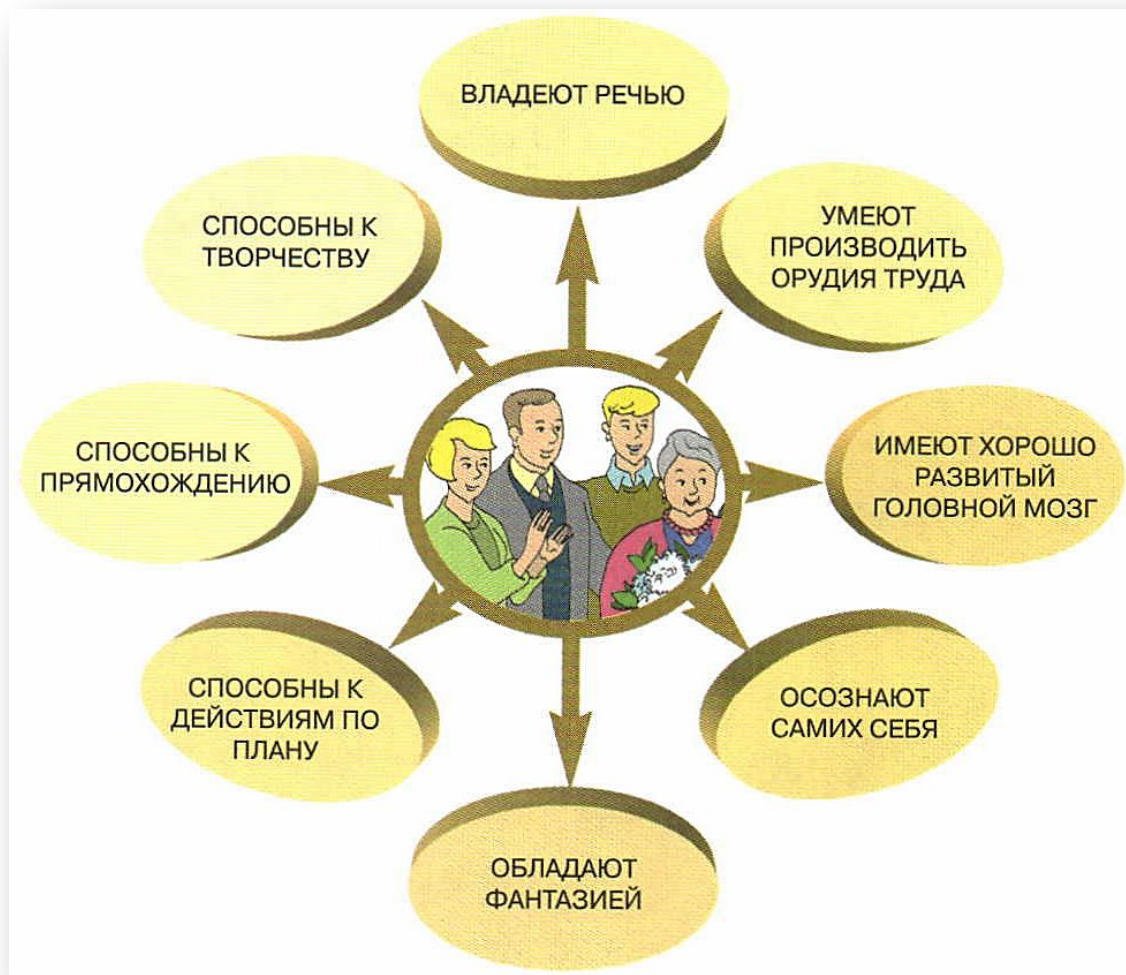 ВЛАДЕЮТ РЕЧЬЮ
УМЕЮТ
ПРОИЗВОДИТЬ
ОРУДИЯ ТРУДА
ИМЕЮТ ХОРОШО
РАЗВИТЫЙ
ГОЛОВНОЙ МОЗГ
ОСОЗНАЮТ
САМИХ СЕБЯ
ОБЛАДАЮТ
ФАНТАЗИЕЙ
СПОСОБНЫ К
ДЕЙСТВИЯМ ПО
ПЛАНУ
СПОСОБНЫ К
ПРЯМОХОЖДЕНИЮ
СПОСОБНЫ К
ТВОРЧЕСТВУ